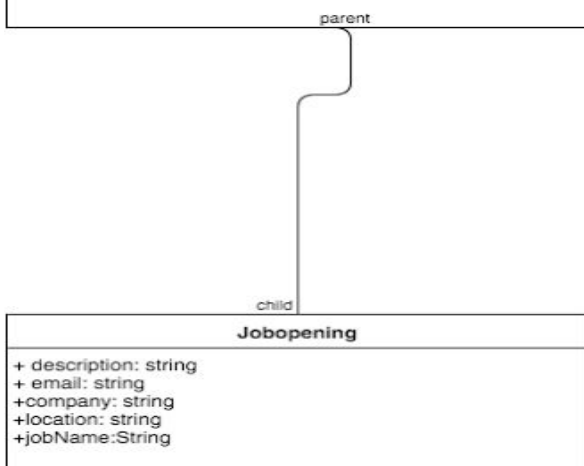 parent
child
Jobopening
+ description: string
+ email: string
+company: string
+location: string
+jobName:String